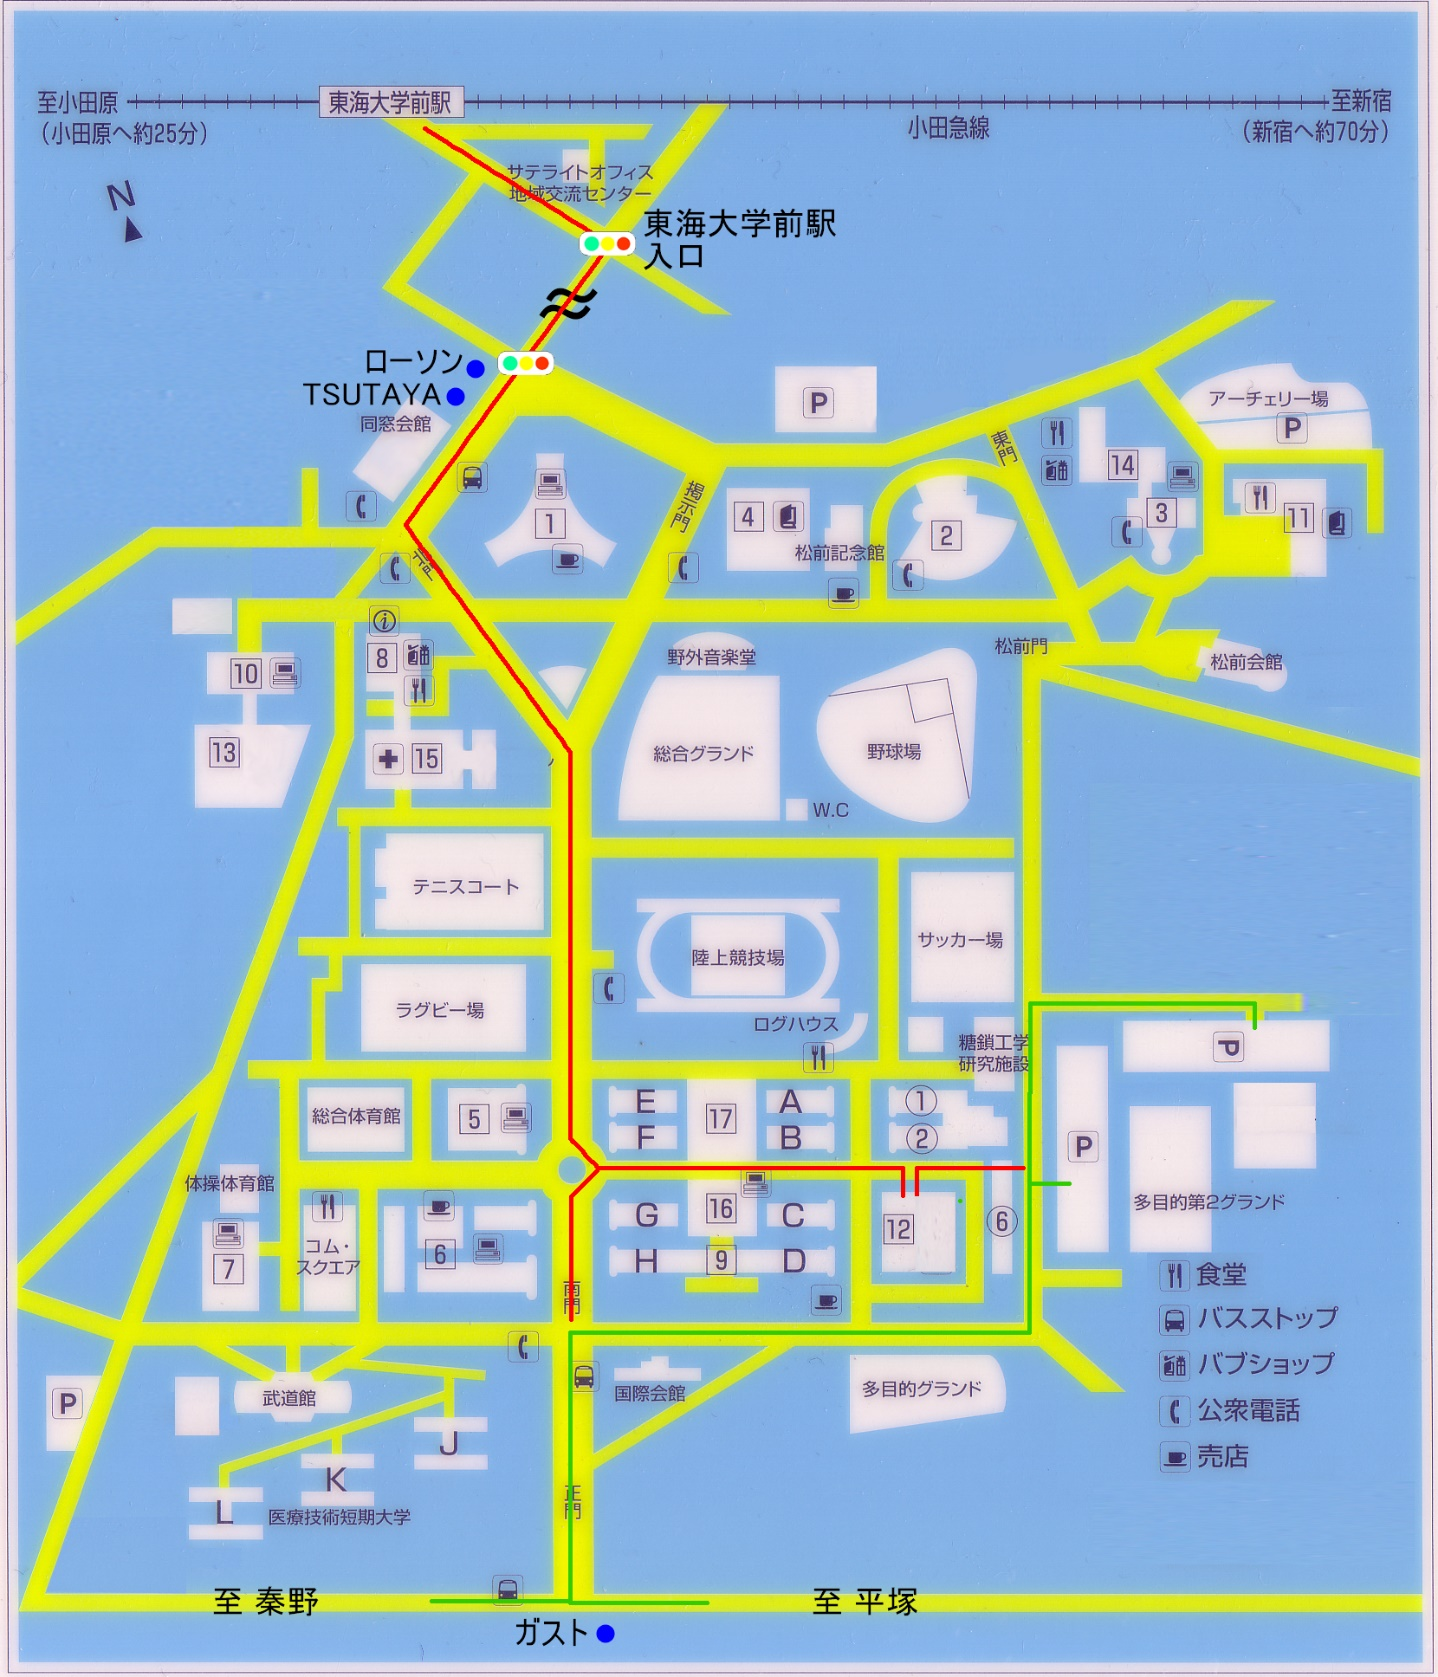 至小田原
(小田原へ約25分)
東海大学前駅
小田急線
至新宿
(新宿へ約70分)
N
サテライトオフィス
地域交流センター
東海大学前駅
入口
ローソン
TSUTAYA
同窓会館
P
アーチェリー場
P
東門
14
3
11
掲示門
1
4
2
松前記念館
8
10
13
15
野外音楽堂
松前門
松前会館
総合グランド
野球場
W.C
テニスコート
陸上競技場
サッカー場
ラグビー場
ログハウス
糖鎖工学
研究施設
P
総合体育館
5
E
F
17
A
B
①
②
P
体操体育館
7
コム・
スクエア
6
G
H
16
9
C
D
12
⑥
多目的第2グランド
南門
食堂
バスストップ
パブショップ
公衆電話
売店
P
武道館
国際会館
多目的グランド
J
K
L
医療技術短期大学
正門
至 秦野
至 平塚
ガスト